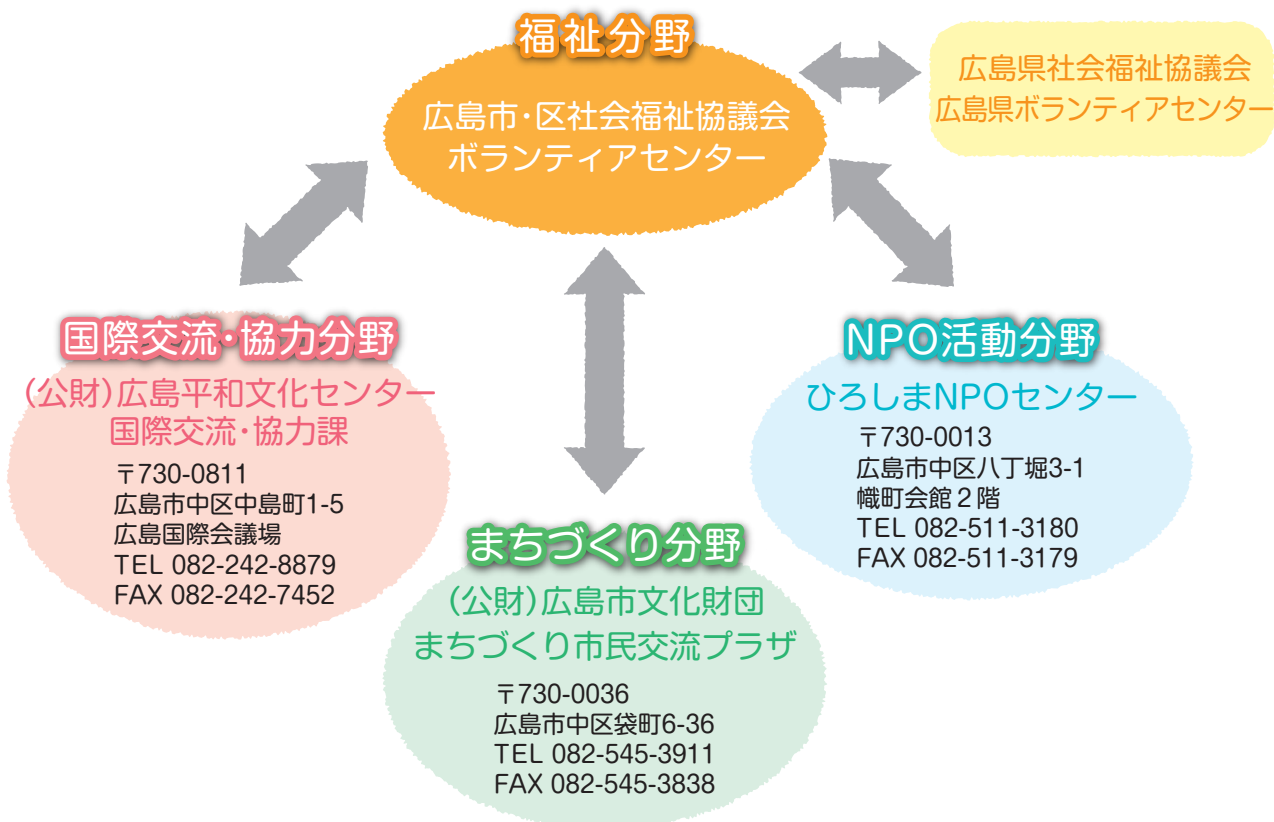 福祉分野
広島市・区社会福祉協議会
ボランティアセンター
広島県社会福祉協議会
広島県ボランティアセンター
国際交流・協力分野
(公財)広島平和文化センター
国際交流・協力課
〒730-0811
広島市中区中島町1-5
広島国際会議場
TEL 082-242-8879
FAX 082-242-7452
まちづくり分野
(公財)広島市文化財団
まちづくり市民交流プラザ
〒730-0036
広島市中区袋町6-36
TEL 082-545-3911
FAX 082-545-3838
NPO活動分野
ひろしまNPOセンター
〒730-0013
広島市中区八丁堀3-1
幟町会館2階
TEL 082-511-3180
FAX 082-511-3179